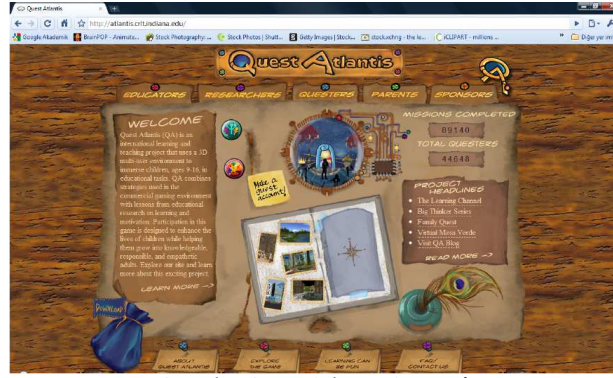 Quest Atlantis
http://atlantis.crlt.indiana.edu/
Google Akademik
BrainPOP - Animate...
Stock Photography: ...
Stock Photos | Shutt...
Getty Images | Stock...
stock.xchng - the le...
iCLIPART - millions ...
Quest Atlantis
EDUCATORS
RESEARCHERS
QUESTERS
PARENTS
SPONSORS
WELCOME
Quest Atlantis (QA) is an
international learning and
teaching project that uses a 3D
multi-user environment to
immerse children, ages 9-16, in
educational tasks. QA combines
strategies used in the
commercial gaming environment
with lessons from educational
research on learning and
motivation. Participation in this
game is designed to enhance the
lives of children while helping
them grow into knowledgable,
responsible, and empathetic
adults. Explore our site and learn
more about this exciting project.
LEARN MORE ->
Make a
quest
account!
MISSIONS COMPLETED
89140
TOTAL QUESTERS
44648
PROJECT
HEADLINES
The Learning Channel
Big Thinker Series
Family Quest
Virtual Mesa Verde
Visit QA Blog
READ MORE ->
DOWNLOAD
ABOUT
QUEST ATLANTIS
EXPLORE
THE GAME
LEARNING CAN
BE FUN
FAQ/
CONTACT US